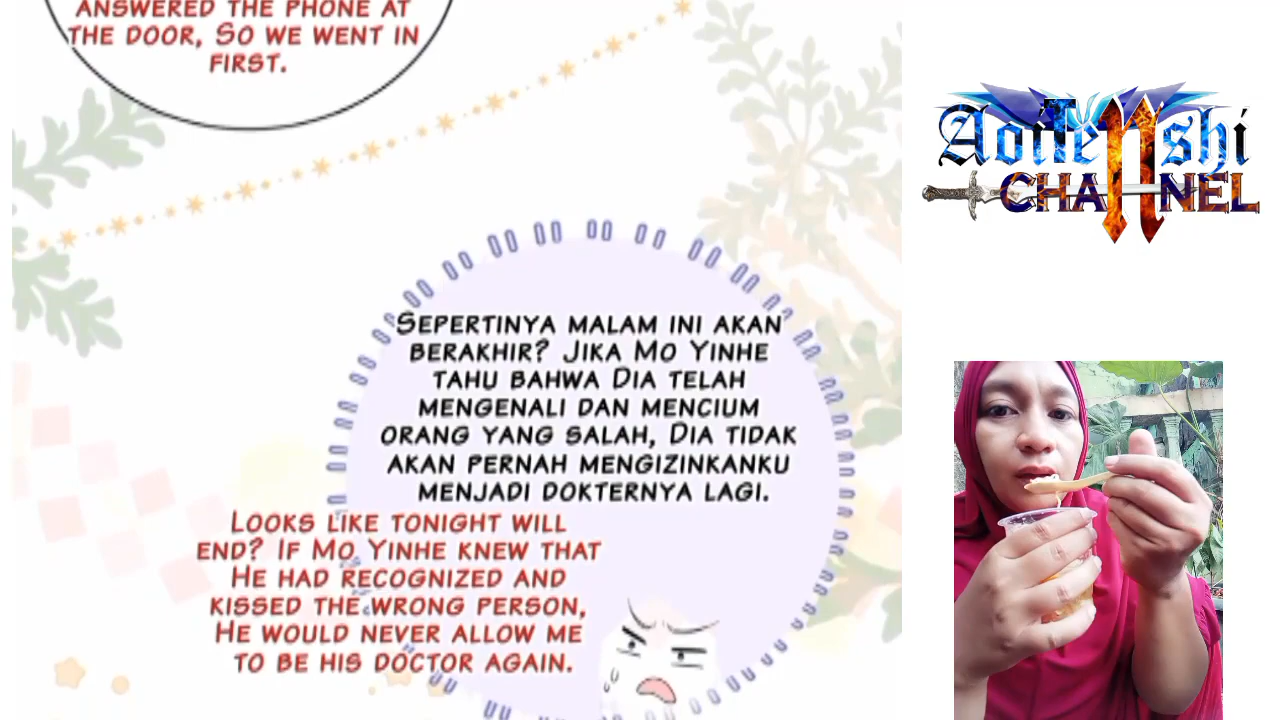 ANSWERED THE PHONE AT
THE DOOR, SO WE WENT IN
FIRST.
SEPERTINYA MALAM INI AKAN
BERAKHIR? JIKA MO YINHE
TAHU BAHWA DIA TELAH
MENGENALI DAN MENCIUM
ORANG YANG SALAH, DIA TIDAK
AKAN PERNAH MENGIZINKANKU
MENJADI DOKTERNYA LAGI.
LOOKS LIKE TONIGHT WILL
END? IF MO YINHE KNEW THAT
HE HAD RECOGNIZED AND
KISSED THE WRONG PERSON,
HE WOULD NEVER ALLOW ME
TO BE HIS DOCTOR AGAIN.
Aoitenshi
CHANNEL